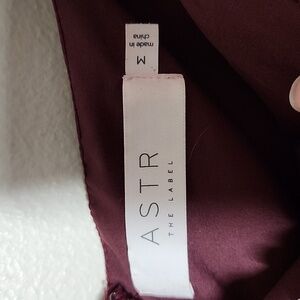 ASTR
THE LABEL
M
made in
china